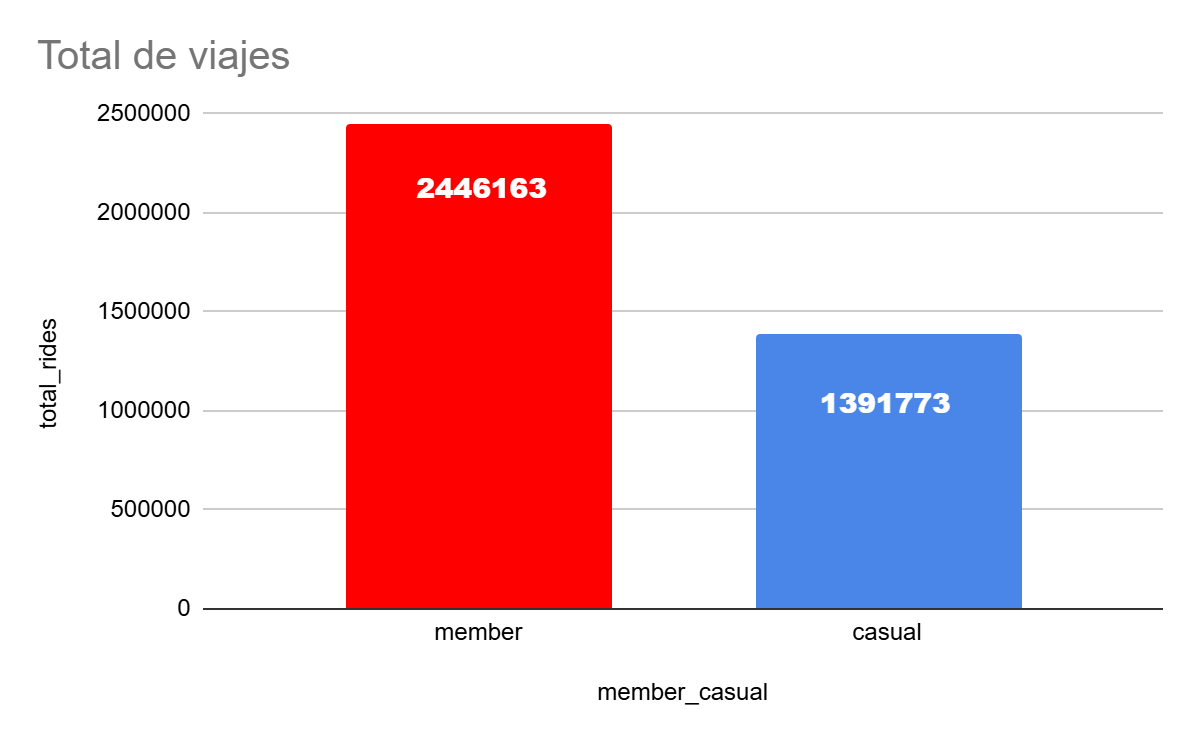 Total de viajes
2500000
2000000
1500000
1000000
500000
0
total_rides
2446163
1391773
member
casual
member_casual